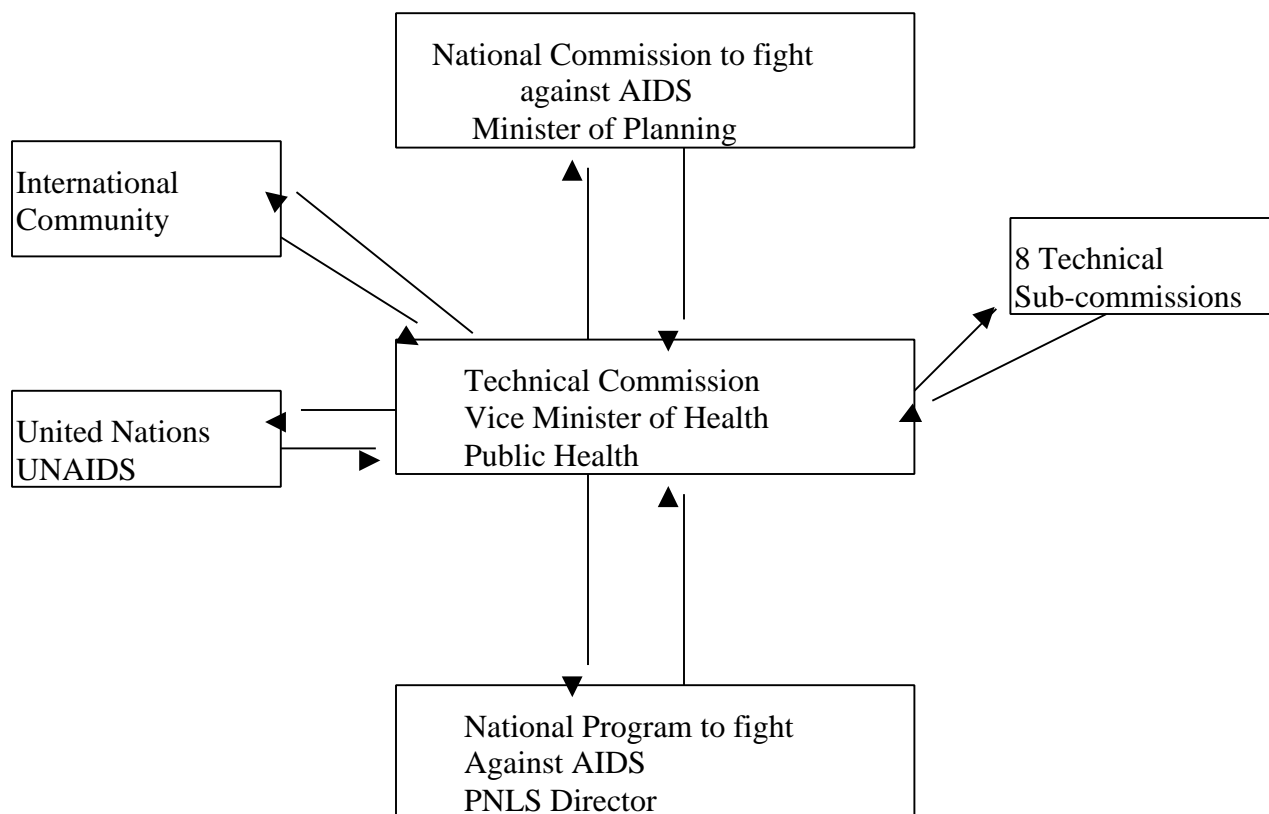 National Commission to fight
against AIDS
Minister of Planning
International
Community
8 Technical
Sub-commissions
Technical Commission
Vice Minister of Health
Public Health
United Nations
UNAIDS
National Program to fight
Against AIDS
PNLS Director